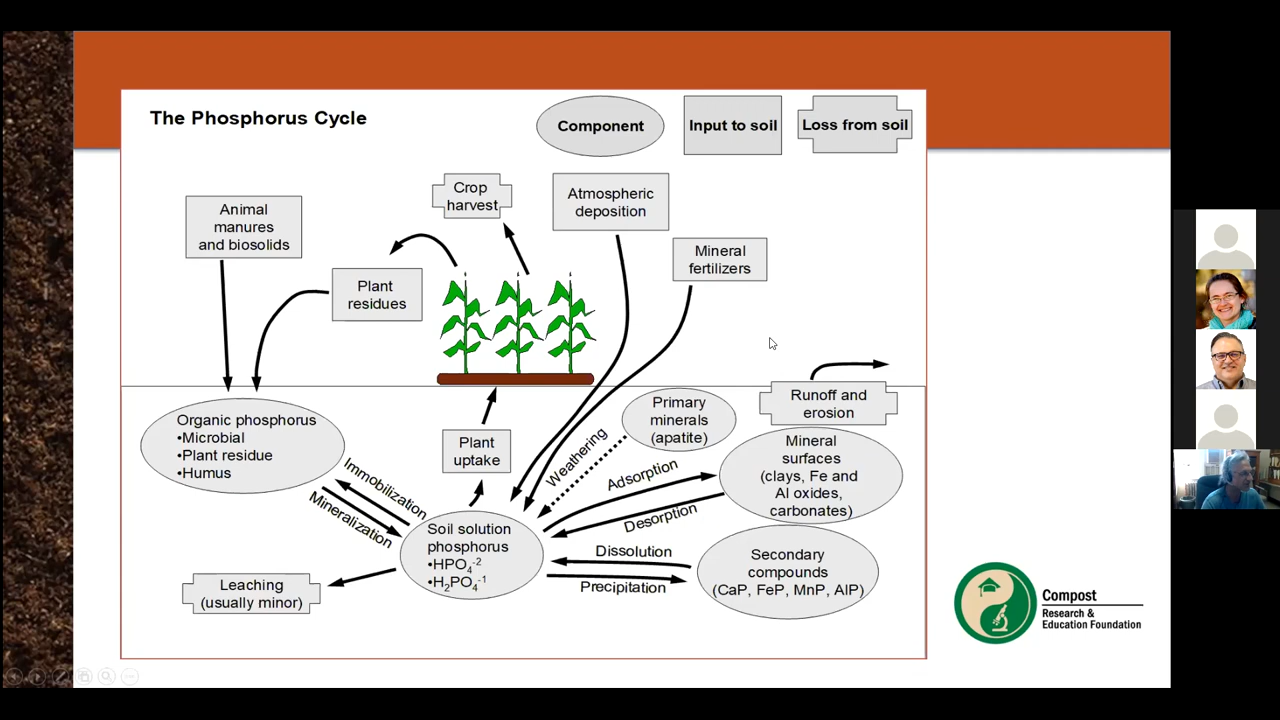 The Phosphorus Cycle
Component
Input to soil
Loss from soil
Animal
manures
and biosolids
Crop
harvest
Atmospheric
deposition
Mineral
fertilizers
Plant
residues
Organic phosphorus
•Microbial
•Plant residue
•Humus
Immobilization
Mineralization
Plant
uptake
Weathering
Primary
minerals
(apatite)
Runoff and
erosion
Adsorption
Desorption
Mineral
surfaces
(clays, Fe and
Al oxides,
carbonates)
Soil solution
phosphorus
•HPO₄⁻²
•H₂PO₄⁻¹
Dissolution
Precipitation
Secondary
compounds
(CaP, FeP, MnP, AlP)
Leaching
(usually minor)
Compost
Research &
Education Foundation